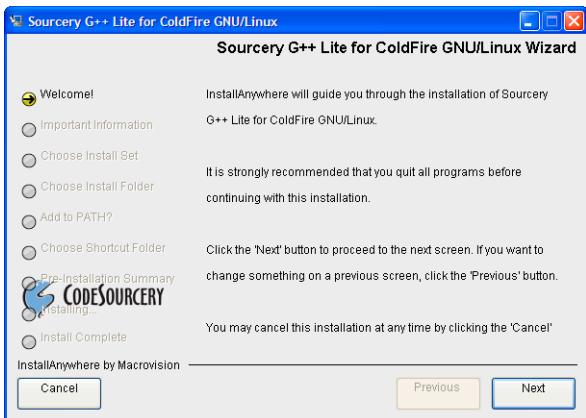 Sourcery G++ Lite for ColdFire GNU/Linux
Sourcery G++ Lite for ColdFire GNU/Linux Wizard
Welcome!
Important Information
Choose Install Set
Choose Install Folder
Add to PATH?
Choose Shortcut Folder
Pre-Installation Summary
CODESOURCERY
Installing...
Install Complete
InstallAnywhere will guide you through the installation of Sourcery
G++ Lite for ColdFire GNU/Linux.
It is strongly recommended that you quit all programs before
continuing with this installation.
Click the 'Next' button to proceed to the next screen. If you want to
change something on a previous screen, click the 'Previous' button.
You may cancel this installation at any time by clicking the 'Cancel'
InstallAnywhere by Macrovision
Cancel
Previous
Next